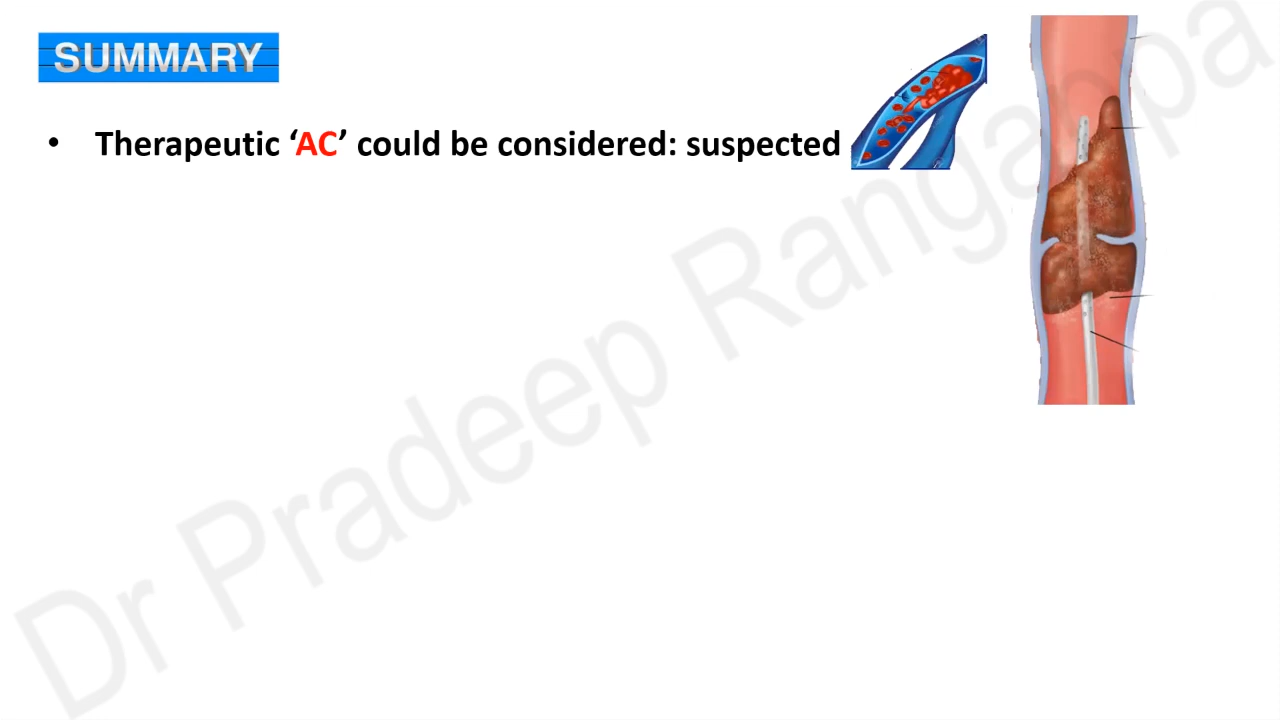 SUMMARY
• Therapeutic ‘AC’ could be considered: suspected
Dr Pradeep Rangappa